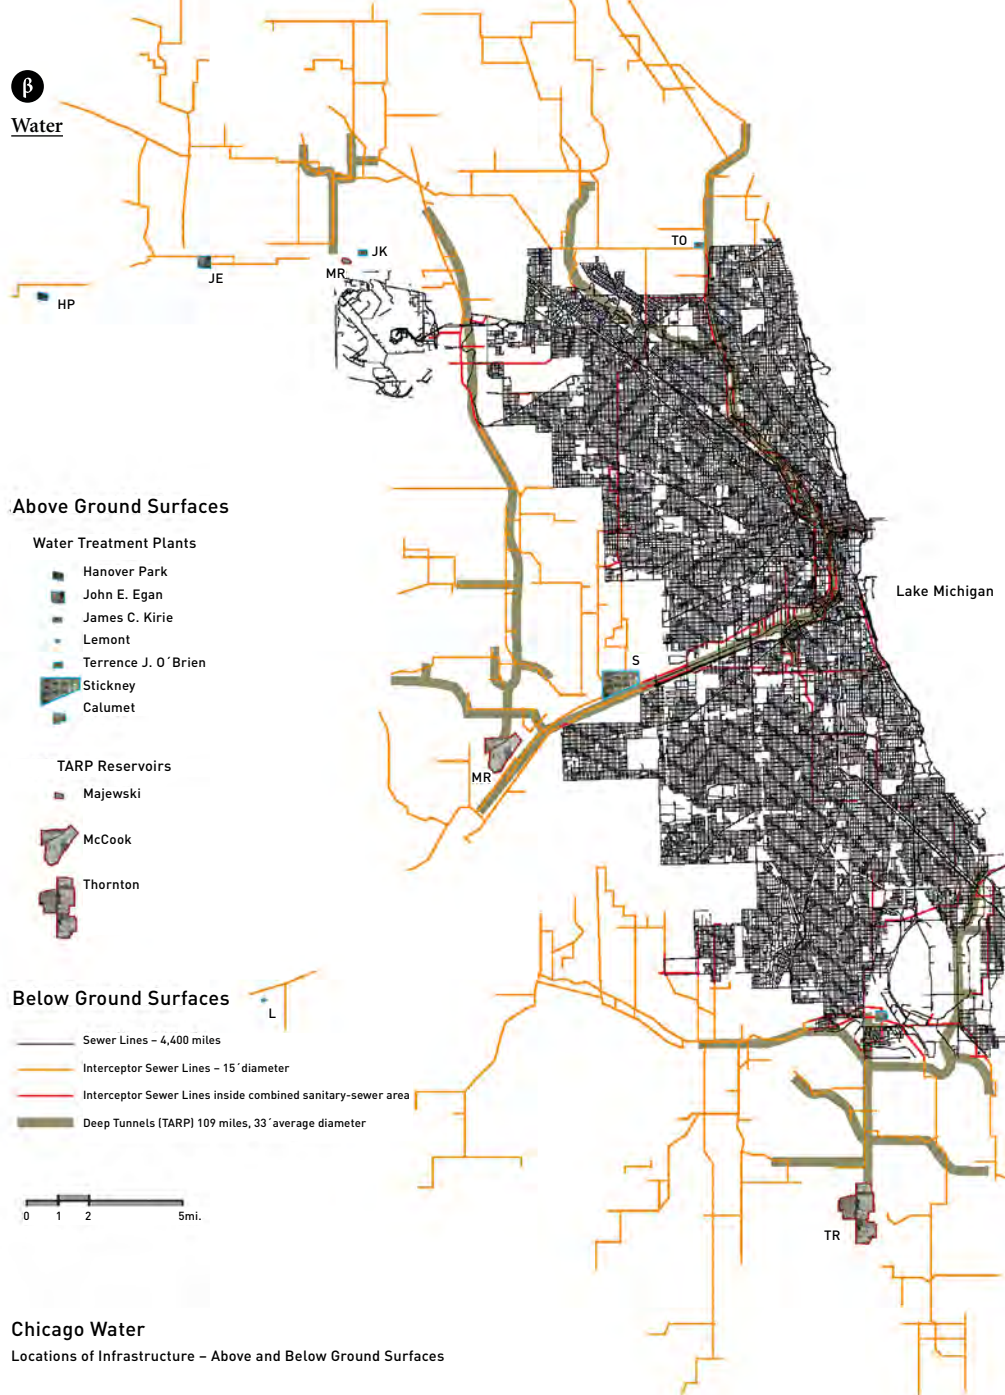 β
Water
TO
JK
MR
JE
HP
Above Ground Surfaces
Water Treatment Plants
Hanover Park
John E. Egan
James C. Kirie
Lemont
Terrence J. O´Brien
Stickney
Calumet
Lake Michigan
S
MR
TARP Reservoirs
Majewski
McCook
Thornton
Below Ground Surfaces
L
Sewer Lines – 4,400 miles
Interceptor Sewer Lines – 15´diameter
Interceptor Sewer Lines inside combined sanitary-sewer area
Deep Tunnels (TARP) 109 miles, 33´average diameter
0 1 2 5mi.
TR
Chicago Water
Locations of Infrastructure – Above and Below Ground Surfaces